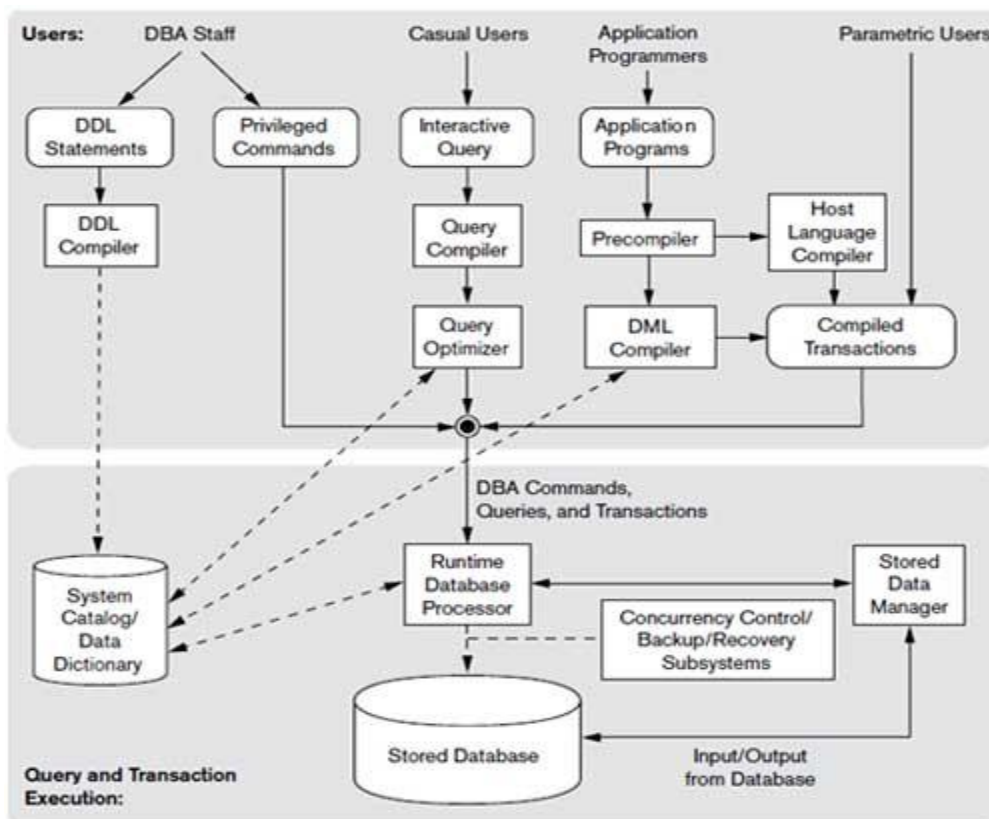 Users:
DBA Staff
Casual Users
Application
Programmers
Parametric Users
DDL
Statements
Privileged
Commands
Interactive
Query
Application
Programs
DDL
Compiler
Query
Compiler
Precompiler
Host
Language
Compiler
Query
Optimizer
DML
Compiler
Compiled
Transactions
DBA Commands,
Queries, and Transactions
System
Catalog/
Data
Dictionary
Runtime
Database
Processor
Stored
Data
Manager
Concurrency Control/
Backup/Recovery
Subsystems
Stored Database
Input/Output
from Database
Query and Transaction
Execution: